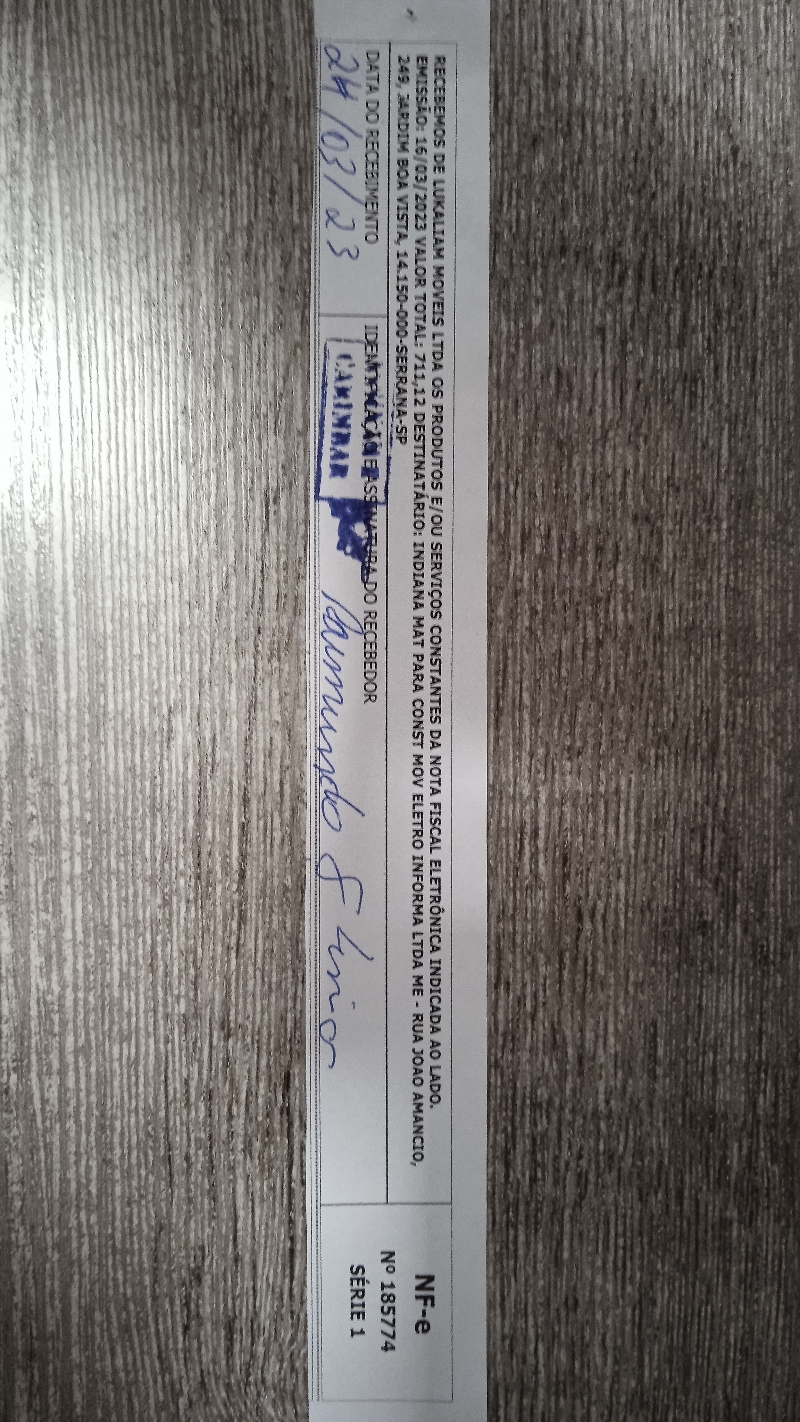 RECEBEMOS DE LUKALIAM MOVEIS LTDA OS PRODUTOS E/OU SERVIÇOS CONSTANTES DA NOTA FISCAL ELETRÔNICA INDICADA AO LADO.
EMISSÃO: 16/03/2023 VALOR TOTAL: 711,12 DESTINATÁRIO: INDIANA MAT PARA CONST MOV ELETRO INFORMA LTDA ME - RUA JOAO AMANCIO,
249, JARDIM BOA VISTA, 14.150-000-SERRANA-SP
DATA DO RECEBIMENTO
24/03/23
IDENTIFICAÇÃO E ASSINATURA DO RECEBEDOR
CARIMBAR
Raimundo
NF-e
Nº 185774
SÉRIE 1